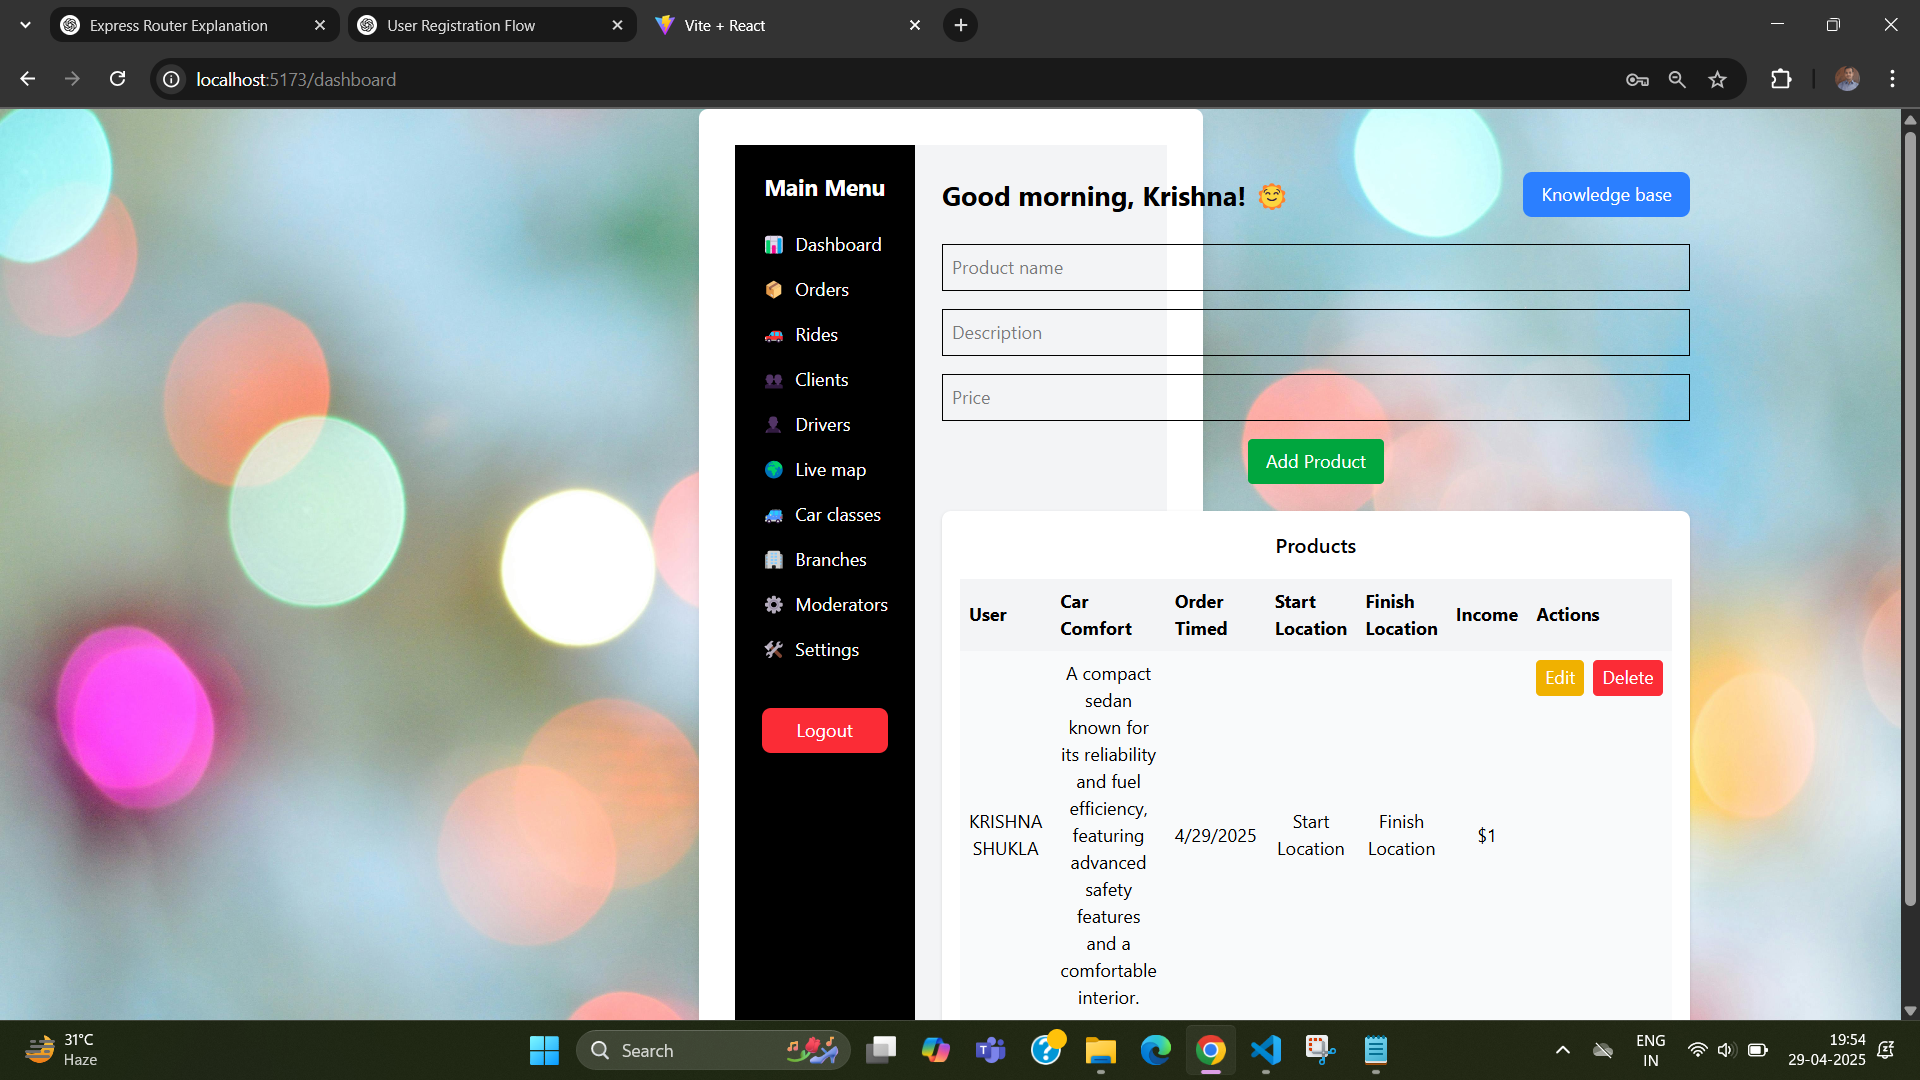 Express Router Explanation
User Registration Flow
Vite + React
localhost:5173/dashboard
Main Menu
Dashboard
Orders
Rides
Clients
Drivers
Live map
Car classes
Branches
Moderators
Settings
Logout
Good morning, Krishna!
Knowledge base
Product name
Description
Price
Add Product
Products
User
Car
Comfort
Order
Timed
Start
Location
Finish
Location
Income
Actions
KRISHNA
SHUKLA
A compact
sedan
known for
its reliability
and fuel
efficiency,
featuring
advanced
safety
features
and a
comfortable
interior.
4/29/2025
Start
Location
Finish
Location
$1
Edit
Delete
31°C
Haze
Search
ENG
IN
19:54
29-04-2025